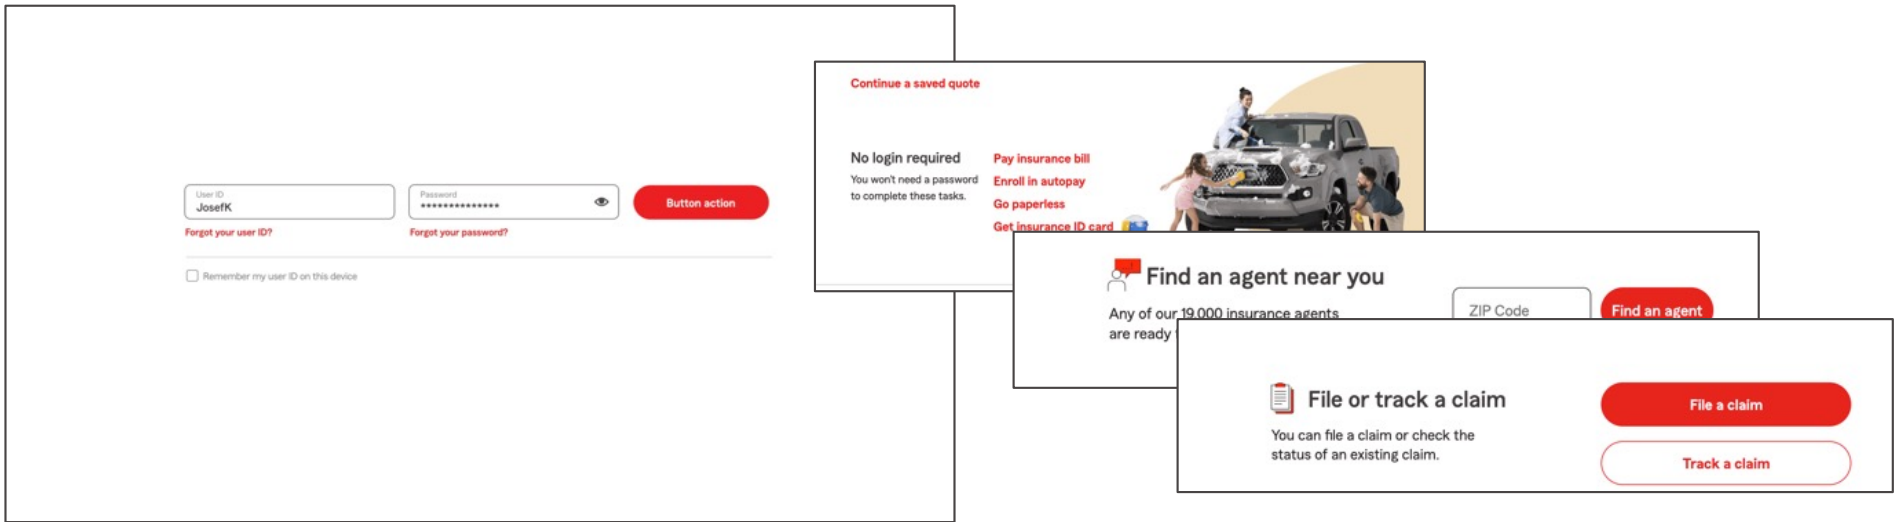 User ID
JosefK
Password
**************
Button action
Forgot your user ID?
Forgot your password?
Remember my user ID on this device
Continue a saved quote
No login required
You won't need a password
to complete these tasks.
Pay insurance bill
Enroll in autopay
Go paperless
Get insurance ID card
Find an agent near you
Any of our 19,000 insurance agents
are ready
ZIP Code
Find an agent
File or track a claim
You can file a claim or check the
status of an existing claim.
File a claim
Track a claim